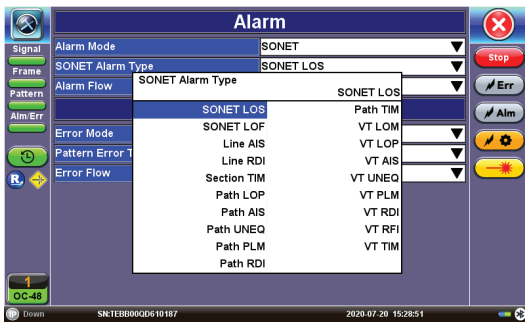 Alarm
Signal
Frame
Pattern
Alm/Err
Alarm Mode
SONET
SONET Alarm Type
SONET LOS
Alarm Flow
Error Mode
Pattern Error T
Error Flow
SONET Alarm Type
SONET LOS
SONET LOS
Path TIM
SONET LOF
VT LOM
Line AIS
VT LOP
Line RDI
VT AIS
Section TIM
VT UNEQ
Path LOP
VT PLM
Path AIS
VT RDI
Path UNEQ
VT RFI
Path PLM
VT TIM
Path RDI
Stop
Err
Alm
R
1
OC-48
IP Down
SN:TEBB00QD610187
2020-07-20 15:28:51